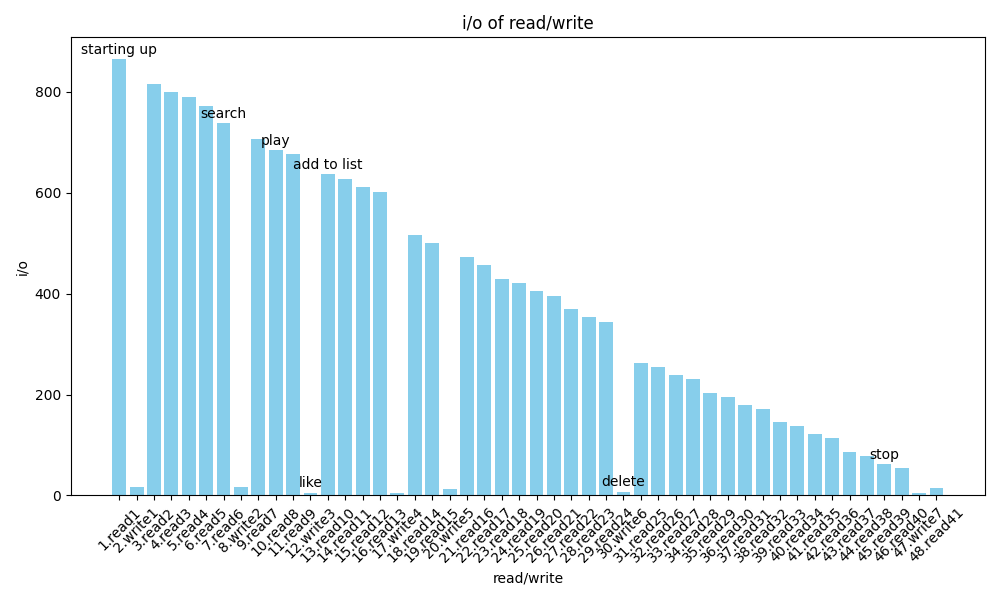 i/o of read/write
starting up
search
play
add to list
like
delete
stop
800
600
400
200
0
i/o
1.read1
2.write1
3.read2
4.read3
5.read4
6.read5
7.read6
8.write2
9.read7
10.read8
11.read9
12.write3
13.read10
14.read11
15.read12
16.read13
17.write4
18.read14
19.read15
20.write5
21.read16
22.read17
23.read18
24.read19
25.read20
26.read21
27.read22
28.read23
29.read24
30.write6
31.read25
32.read26
33.read27
34.read28
35.read29
36.read30
37.read31
38.read32
39.read33
40.read34
41.read35
42.read36
43.read37
44.read38
45.read39
46.read40
47.write7
48.read41
read/write